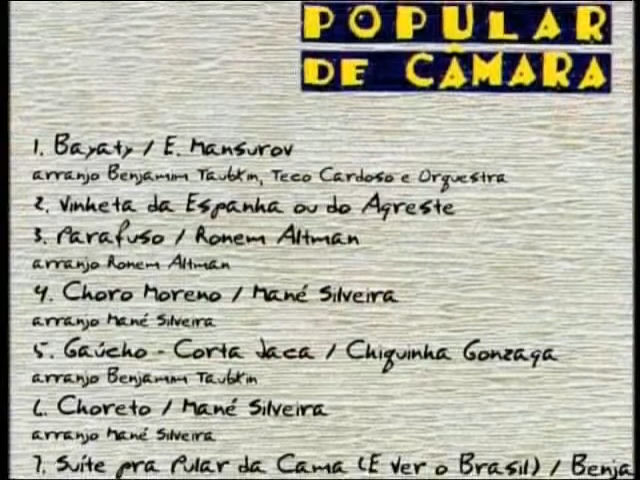 POPULAR
DE CÂMARA
1. Bayaty / E. Mansurov
arranjo Benjamim Taubkin, Teco Cardoso e Orquestra
2. Vinheta da Espanha ou do Agreste
3. Parafuso / Ronem Altman
arranjo Ronem Altman
4. Choro Moreno / Mané Silveira
arranjo Mané Silveira
5. Gaúcho - Corta Jaca / Chiquinha Gonzaga
arranjo Benjamim Taubkin
6. Choreto / Mané Silveira
arranjo Mané Silveira
7. Suíte pra Pular da Cama (E Ver o Brasil) / Benja